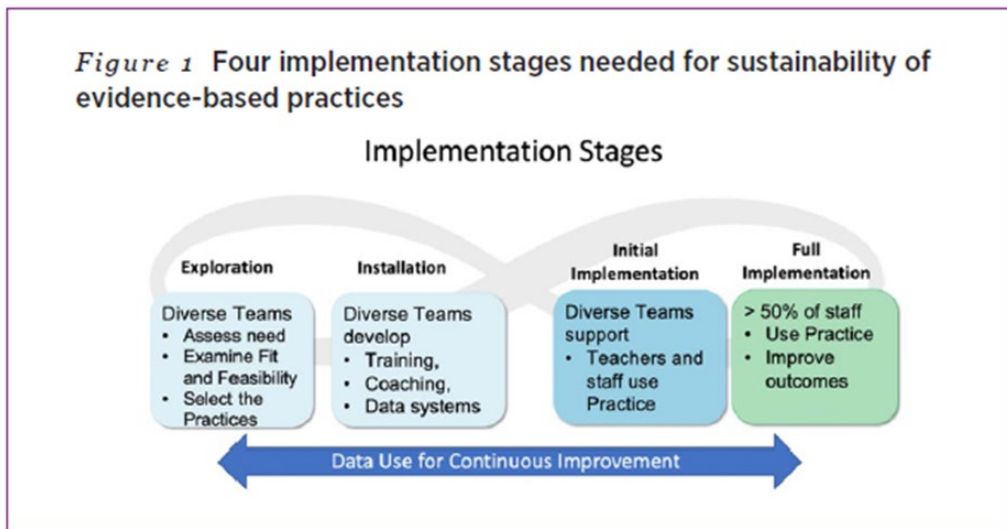 Figure 1 Four implementation stages needed for sustainability of
evidence-based practices
Implementation Stages
Exploration
Diverse Teams
• Assess need
• Examine Fit
and Feasibility
• Select the
Practices
Installation
Diverse Teams
develop
• Training,
• Coaching,
• Data systems
Initial
Implementation
Diverse Teams
support
• Teachers and
staff use
Practice
Full
Implementation
> 50% of staff
• Use Practice
• Improve
outcomes
Data Use for Continuous Improvement